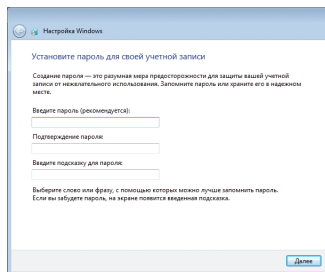 Настройка Windows
Установите пароль для своей учетной записи
Создание пароля — это разумная мера предосторожности для защиты вашей учетной
записи от нежелательного использования. Запомните пароль или храните его в надежном
месте.
Введите пароль (рекомендуется):
Подтверждение пароля:
Введите подсказку для пароля:
Выберите слово или фразу, с помощью которых можно лучше запомнить пароль.
Если вы забудете пароль, на экране появится введенная подсказка.
Далее